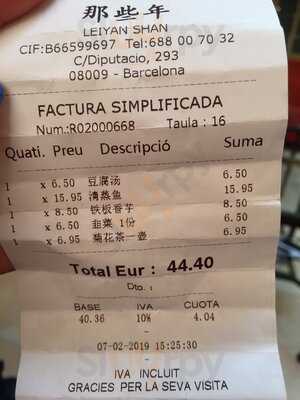 那些年
LEIYAN SHAN
CIF:B66599697 Tel:688 00 70 32
C/Diputacio, 293
08009 - Barcelona
FACTURA SIMPLIFICADA
Num.:R02000668 Taula : 16
Quati. Preu Descripció Suma
1 x 6.50 豆腐汤 6.50
1 x 15.95 清蒸鱼 15.95
1 x 8.50 铁板香芋 8.50
1 x 6.50 韭菜 1份 6.50
1 x 6.95 菊花茶一壶 6.95
Total Eur : 44.40
Dto. :
BASE IVA CUOTA
40.36 10% 4.04
-
07-02-2019 15:25:30
-
IVA INCLUIT
GRACIES PER LA SEVA VISITA